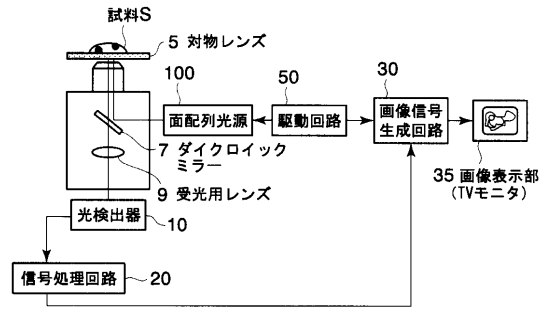 試料S
5 対物レンズ
100
面配列光源
50
駆動回路
30
画像信号
生成回路
7 ダイクロイック
ミラー
9 受光用レンズ
35 画像表示部
(TVモニタ)
光検出器
10
信号処理回路
20